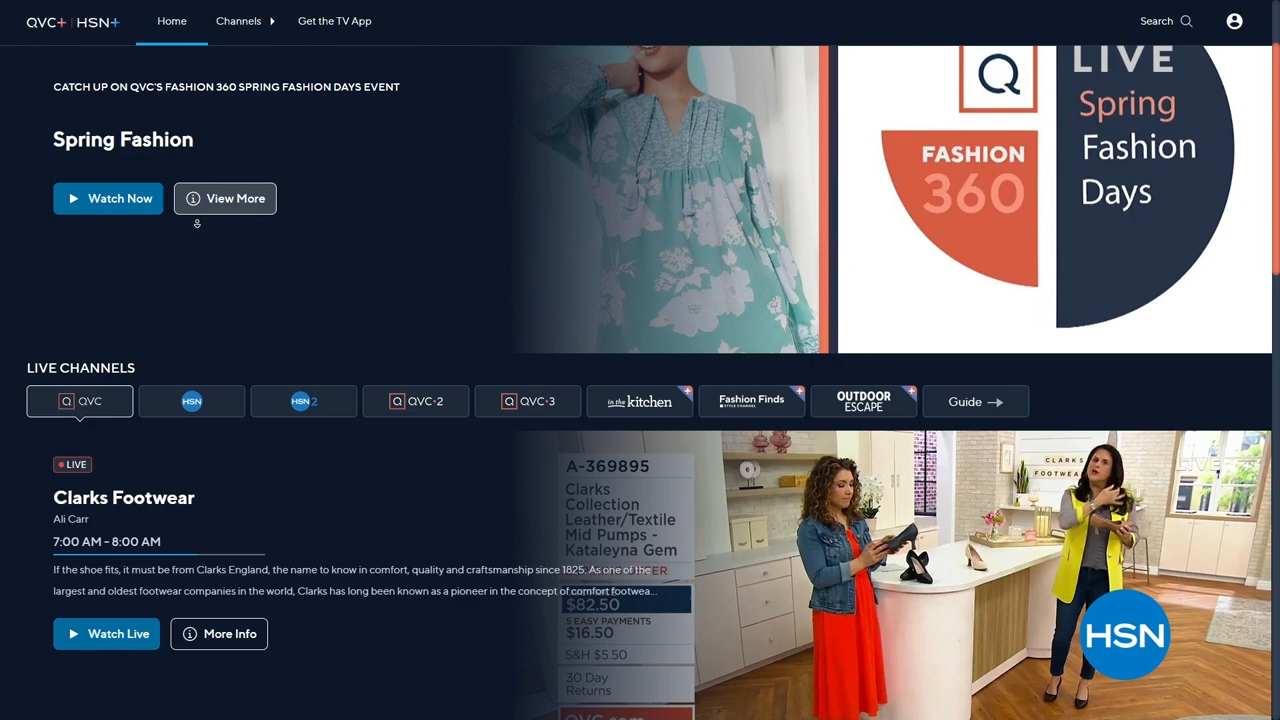 QVC+ | HSN+
Home
Channels
Get the TV App
Search
CATCH UP ON QVC'S FASHION 360 SPRING FASHION DAYS EVENT
Spring Fashion
Watch Now
View More
Q
FASHION
360
LIVE
Spring
Fashion
Days
LIVE CHANNELS
Q QVC
HSN
HSN 2
Q QVC·2
Q QVC·3
in the kitchen
Fashion Finds
STYLE CHANNEL
OUTDOOR
ESCAPE
Guide
LIVE
Clarks Footwear
Ali Carr
7:00 AM - 8:00 AM
If the shoe fits, it must be from Clarks England, the name to know in comfort, quality and craftsmanship since 1825. As one of the
largest and oldest footwear companies in the world, Clarks has long been known as a pioneer in the concept of comfort footwea...
Watch Live
More Info
A-369895
Clarks
Collection
Leather/Textile
Mid Pumps -
Kataleyna Gem
$82.50
5 EASY PAYMENTS
$16.50
S&H $5.50
30 Day
Returns
QVC.com
CLARKS
FOOTWEAR
LIVE
HSN